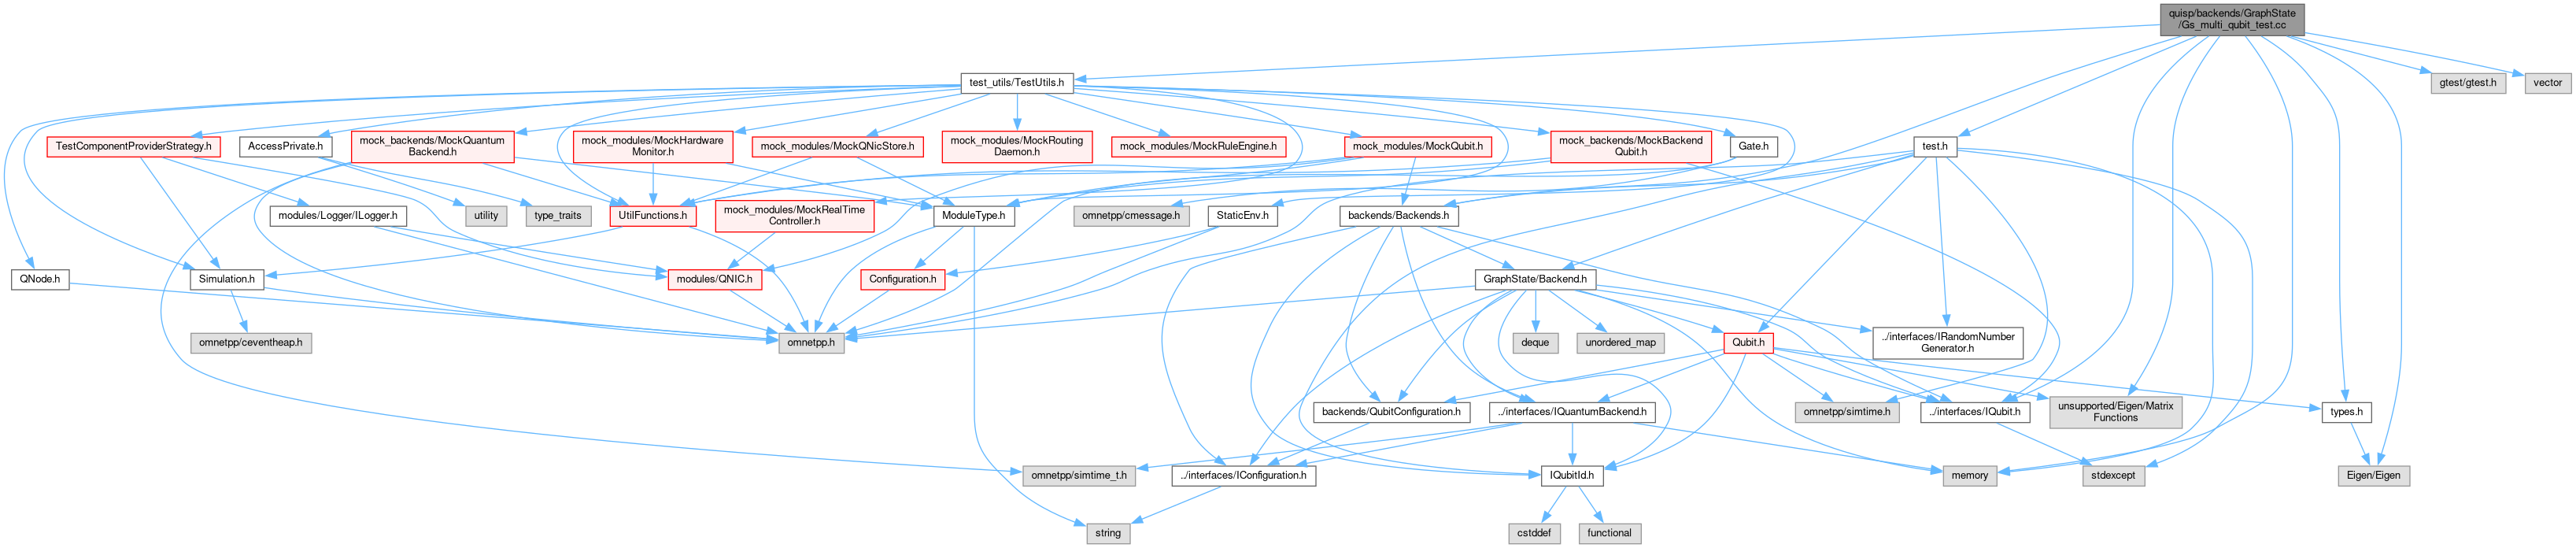 quisp/backends/GraphState
/Gs_multi_qubit_test.cc
test_utils/TestUtils.h
gtest/gtest.h
vector
TestComponentProviderStrategy.h
AccessPrivate.h
mock_backends/MockQuantum
Backend.h
mock_modules/MockHardware
Monitor.h
mock_modules/MockQNicStore.h
mock_modules/MockRouting
Daemon.h
mock_modules/MockRuleEngine.h
mock_modules/MockQubit.h
mock_backends/MockBackend
Qubit.h
Gate.h
test.h
modules/Logger/ILogger.h
utility
type_traits
UtilFunctions.h
mock_modules/MockRealTime
Controller.h
ModuleType.h
omnetpp/cmessage.h
StaticEnv.h
backends/Backends.h
QNode.h
Simulation.h
modules/QNIC.h
Configuration.h
GraphState/Backend.h
omnetpp/ceventheap.h
omnetpp.h
deque
unordered_map
Qubit.h
../interfaces/IRandomNumber
Generator.h
backends/QubitConfiguration.h
../interfaces/IQuantumBackend.h
omnetpp/simtime.h
../interfaces/IQubit.h
unsupported/Eigen/Matrix
Functions
types.h
omnetpp/simtime_t.h
../interfaces/IConfiguration.h
IQubitId.h
memory
stdexcept
Eigen/Eigen
string
cstddef
functional